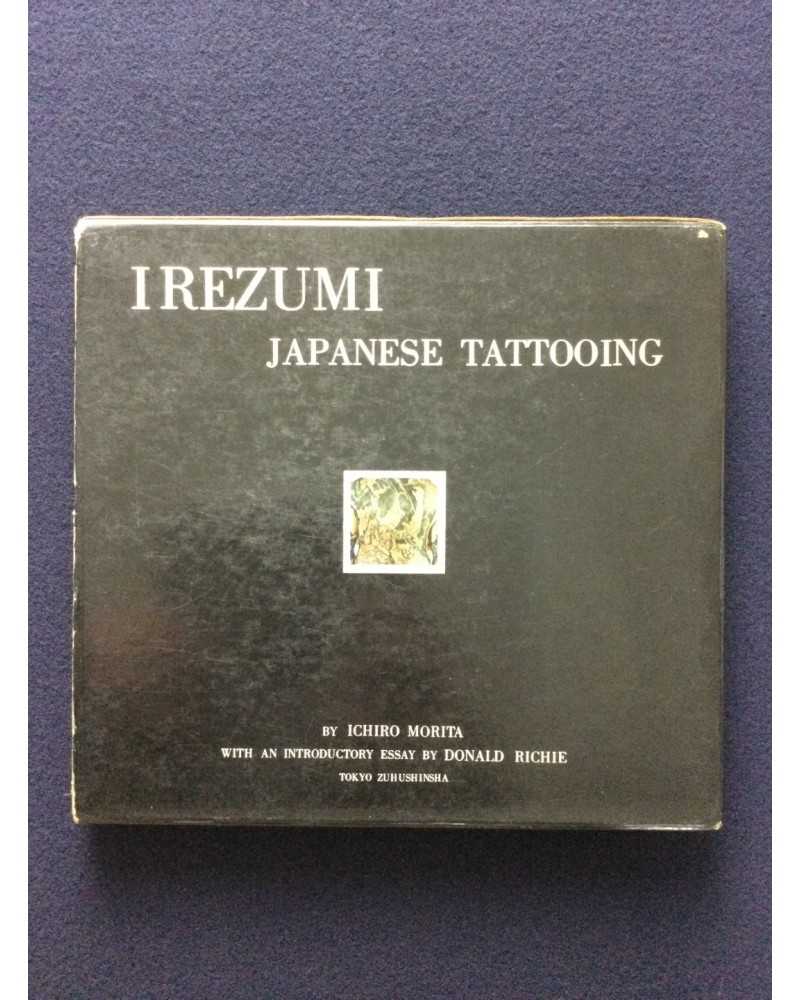 IREZUMI
JAPANESE TATTOOING
BY ICHIRO MORITA
WITH AN INTRODUCTORY ESSAY BY DONALD RICHIE
TOKYO ZUHUSHINSHA